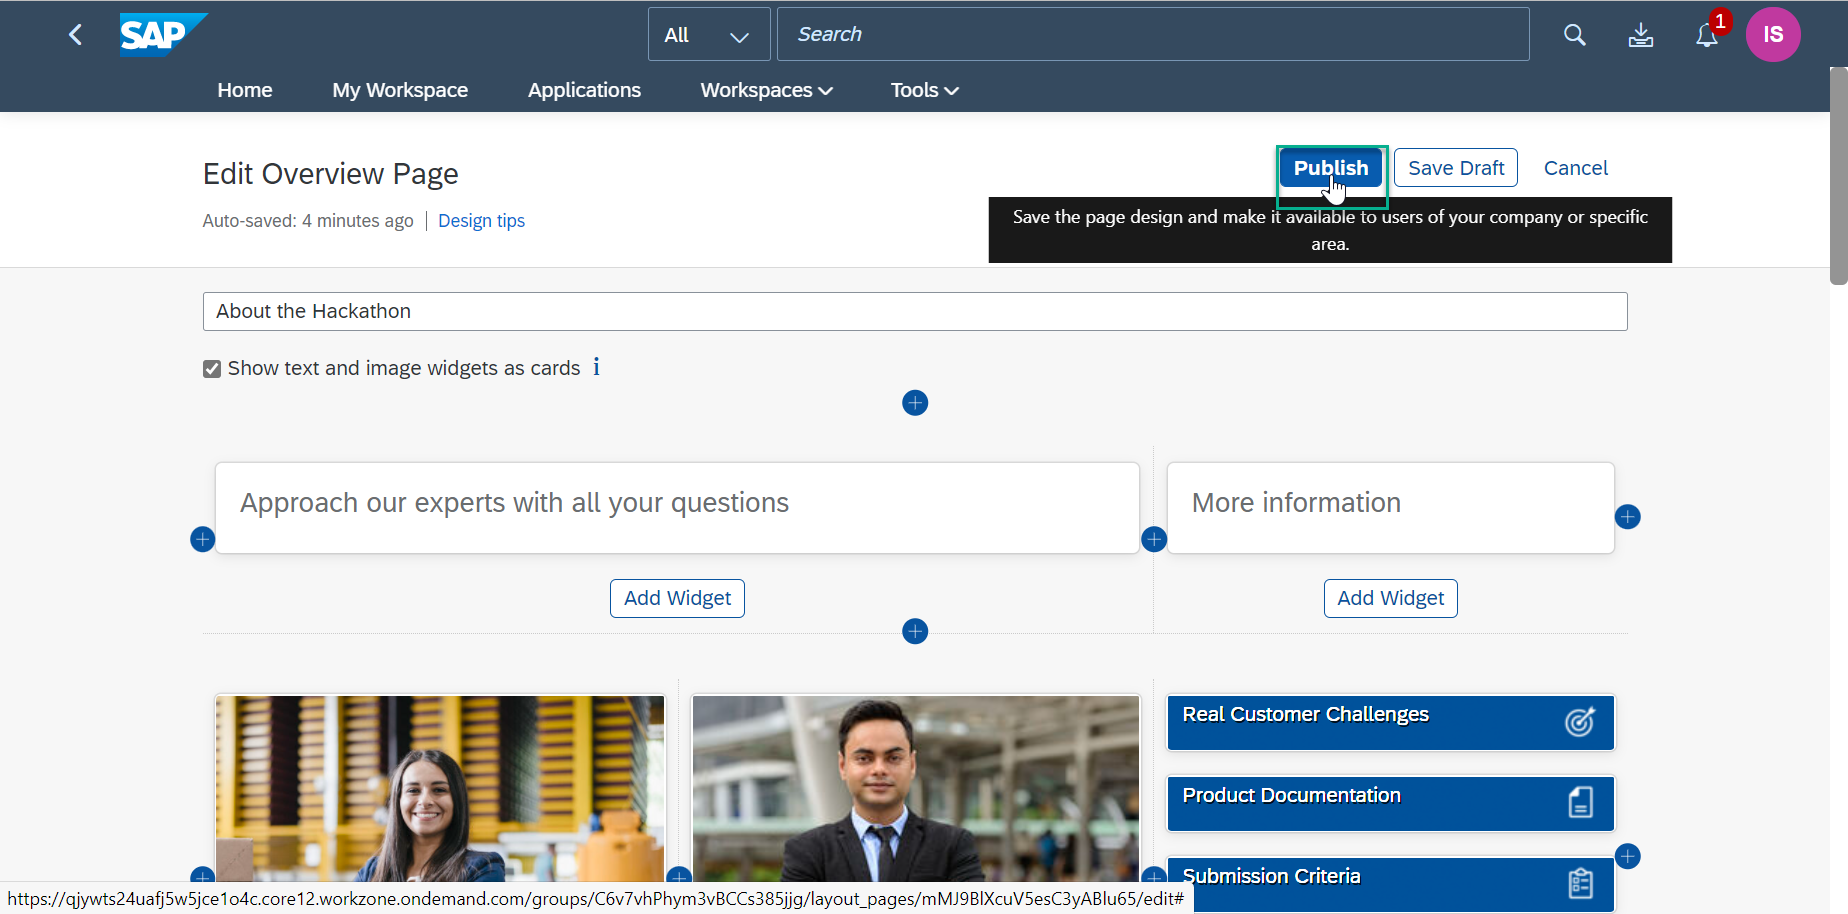 SAP
All
Search
1
IS
Home
My Workspace
Applications
Workspaces
Tools
Edit Overview Page
Publish
Save Draft
Cancel
Auto-saved: 4 minutes ago
Design tips
Save the page design and make it available to users of your company or specific
area.
About the Hackathon
Show text and image widgets as cards
i
Approach our experts with all your questions
More information
Add Widget
Add Widget
Real Customer Challenges
Product Documentation
Submission Criteria
https://qjywts24uafj5w5jce1o4c.core12.workzone.ondemand.com/groups/C6v7vhPhym3vBCCs385jjg/layout_pages/mMJ9BlXcuV5esC3yABlu65/edit#